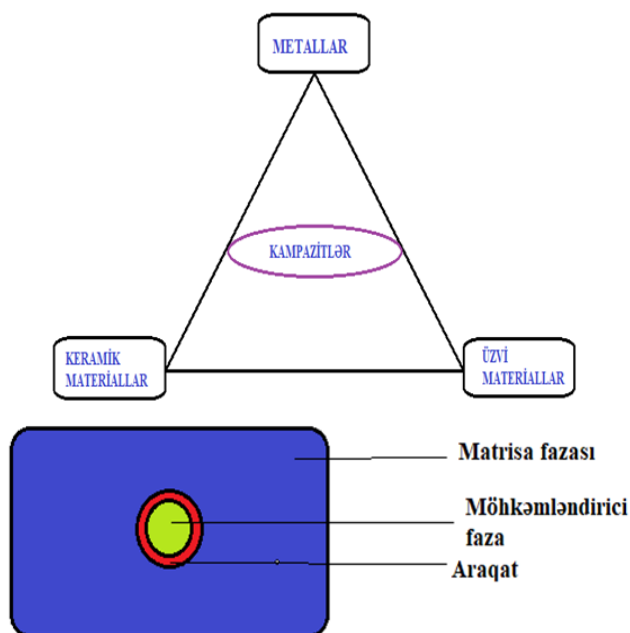 METALLAR
KAMPAZİTLƏR
KERAMİK
MATERİALLAR
ÜZVİ
MATERİALLAR
Matrisa fazası
Möhkəmləndirici
faza
Araqat